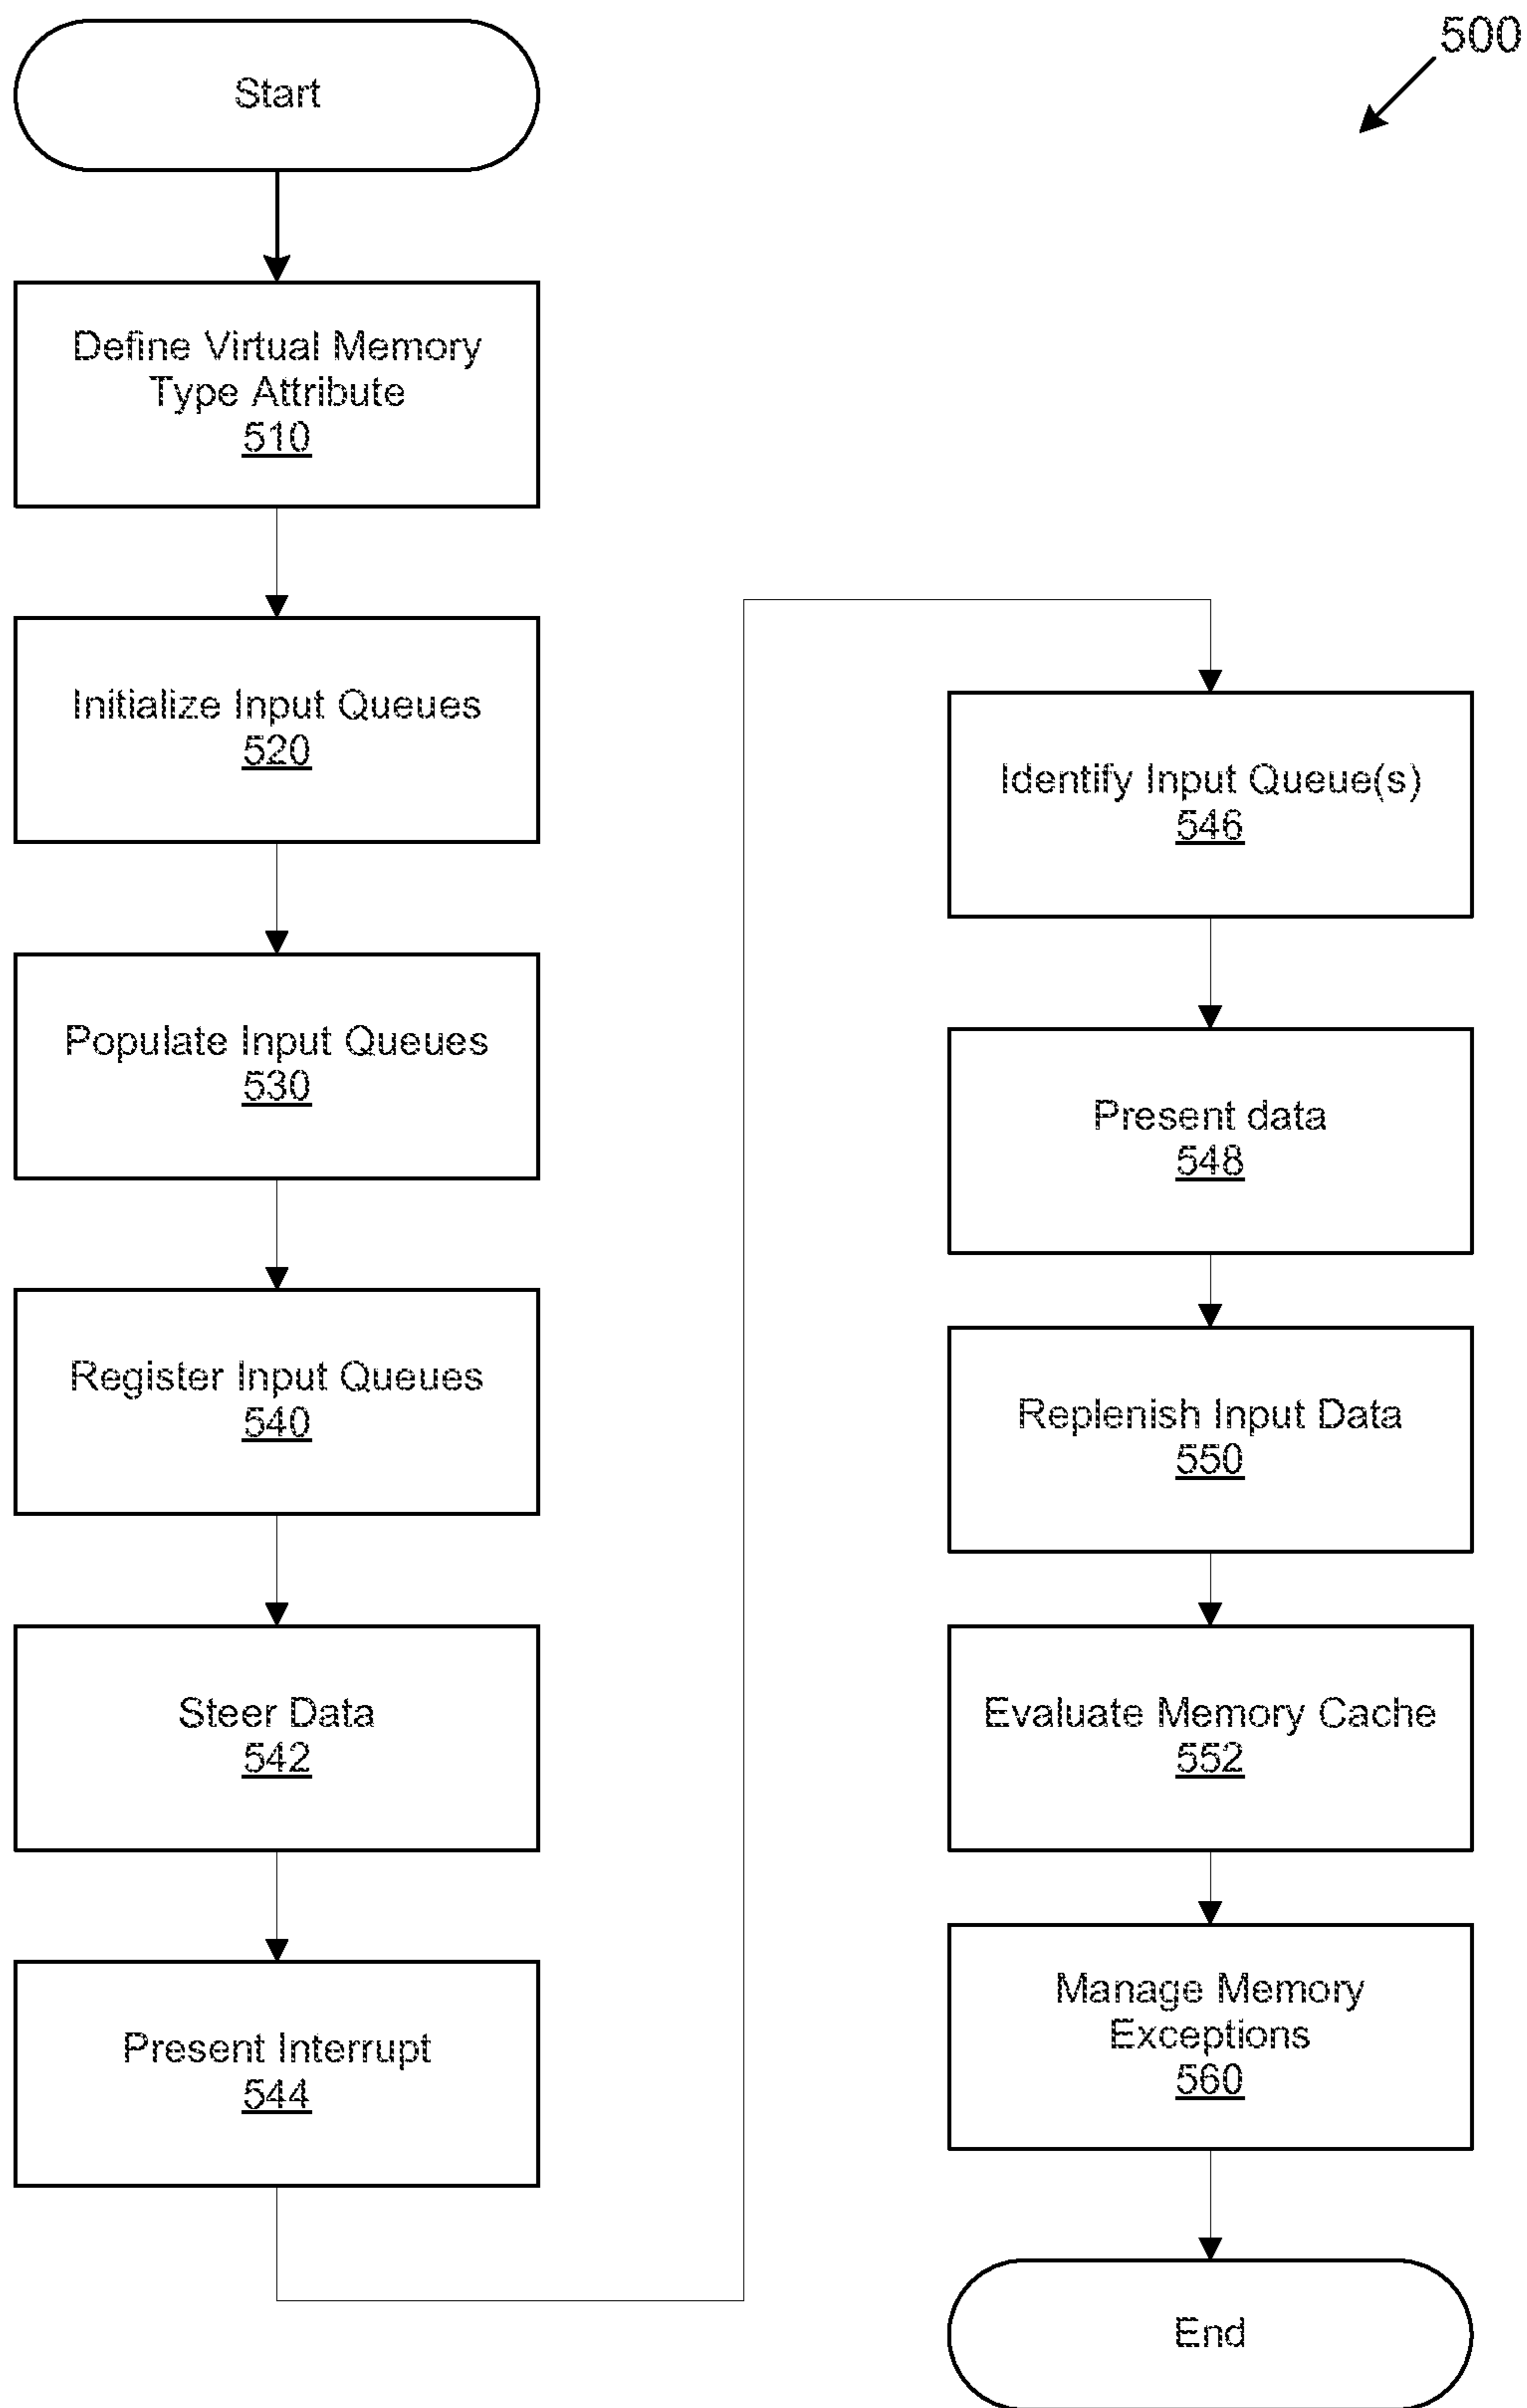 500
Start
Define Virtual Memory
Type Attribute
510
Initialize Input Queues
520
Populate Input Queues
530
Register Input Queues
540
Steer Data
542
Present Interrupt
544
Identify Input Queue(s)
546
Present data
548
Replenish Input Data
550
Evaluate Memory Cache
552
Manage Memory
Exceptions
560
End